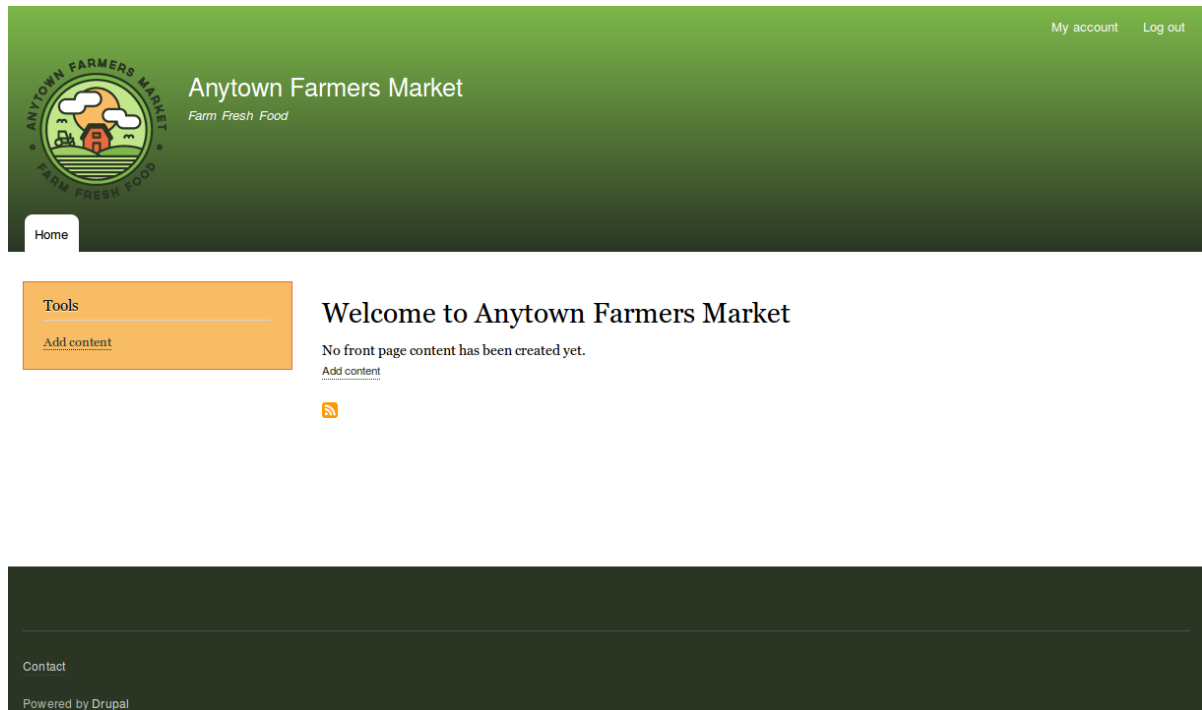 My account Log out
ANYTOWN FARMERS MARKET
FARM FRESH FOOD
Anytown Farmers Market
Farm Fresh Food
Home
Tools
Add content
Welcome to Anytown Farmers Market
No front page content has been created yet.
Add content
Contact
Powered by Drupal